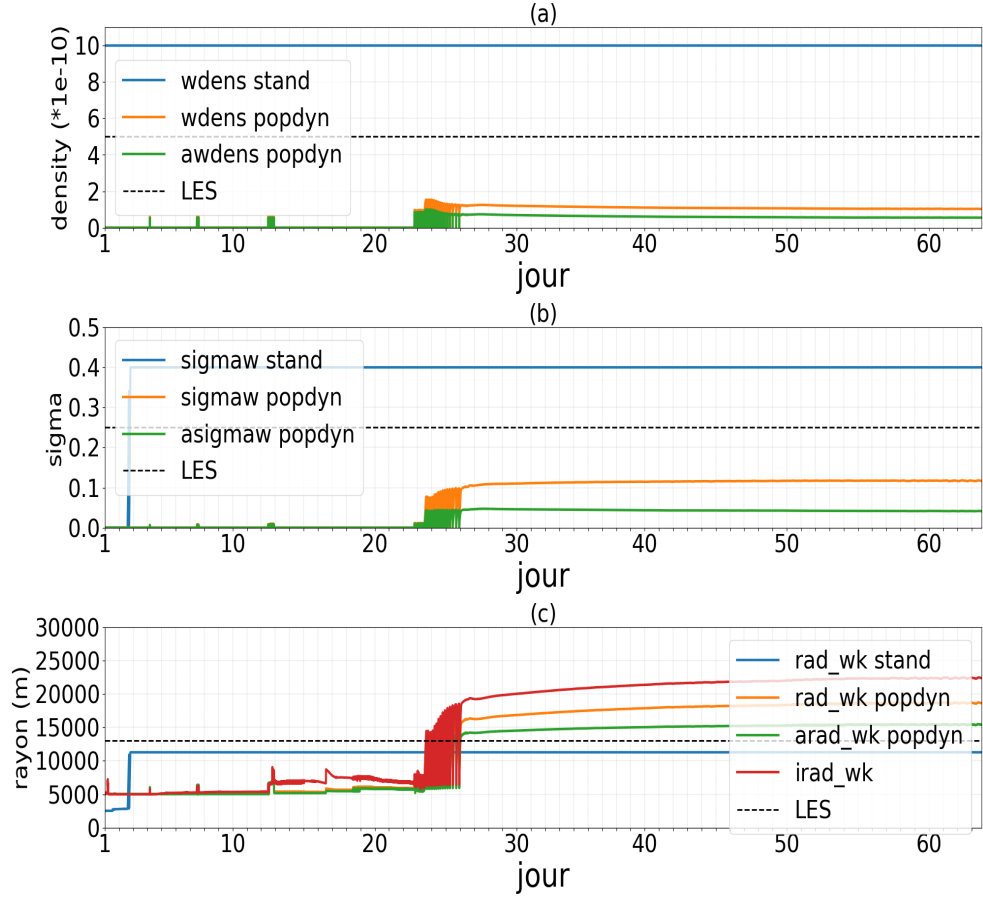 (a)
density (*1e-10)
10
8
6
4
2
0
wdens stand
wdens popdyn
awdens popdyn
LES
1 10 20 30 40 50 60
jour
(b)
sigma
0.5
0.4
0.3
0.2
0.1
0.0
sigmaw stand
sigmaw popdyn
asigmaw popdyn
LES
1 10 20 30 40 50 60
jour
(c)
rayon (m)
30000
25000
20000
15000
10000
5000
0
rad_wk stand
rad_wk popdyn
arad_wk popdyn
irad_wk
LES
1 10 20 30 40 50 60
jour